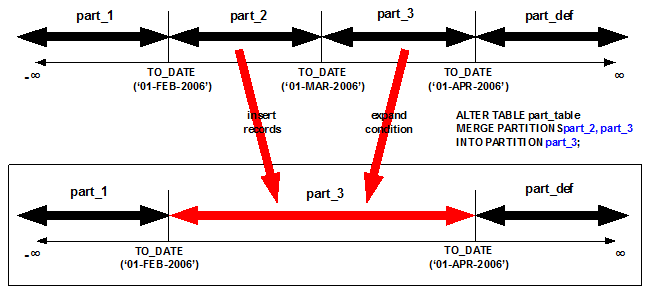 part_1 part_2 part_3 part_def
-∞ TO_DATE TO_DATE TO_DATE ∞
(‘01-FEB-2006’) (‘01-MAR-2006’) (‘01-APR-2006’)
insert expand
records condition
ALTER TABLE part_table
MERGE PARTITIONS part_2, part_3
INTO PARTITION part_3;
part_1 part_3 part_def
-∞ TO_DATE TO_DATE ∞
(‘01-FEB-2006’) (‘01-APR-2006’)